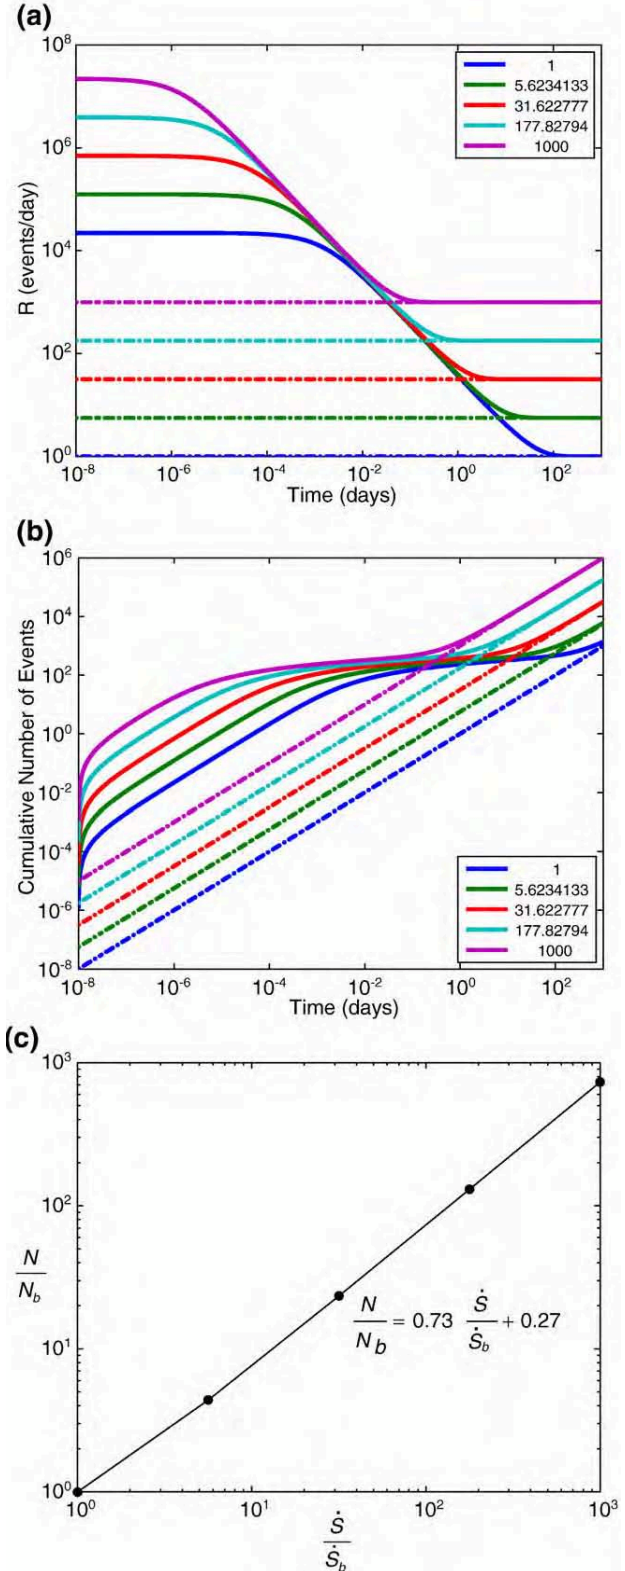 (a)
10^8
10^6
10^4
10^2
10^0
R (events/day)
1
5.6234133
31.622777
177.82794
1000
10^-8 10^-6 10^-4 10^-2 10^0 10^2
Time (days)
(b)
10^6
10^4
10^2
10^0
10^-2
10^-4
10^-6
10^-8
Cumulative Number of Events
1
5.6234133
31.622777
177.82794
1000
10^-8 10^-6 10^-4 10^-2 10^0 10^2
Time (days)
(c)
10^3
10^2
10^1
10^0
N/N_b
N/N_b = 0.73 Ṡ/Ṡ_b + 0.27
10^0 10^1 10^2 10^3
Ṡ/Ṡ_b